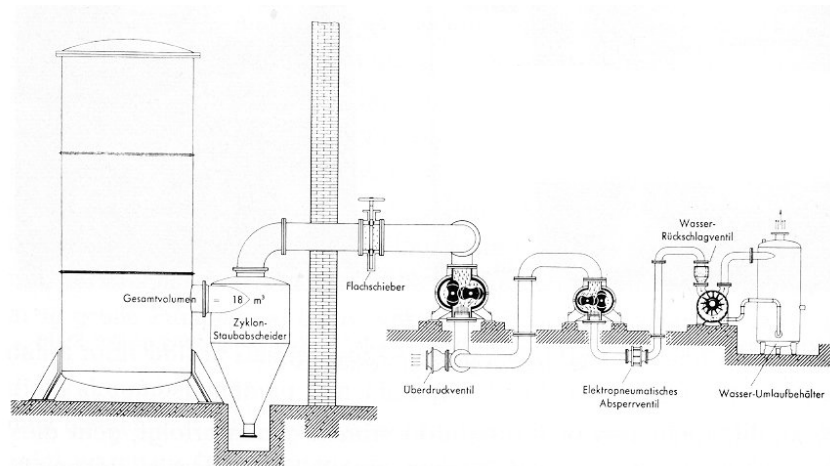 Gesamtvolumen = 18 m³
Zyklon-
Staubabscheider
Flachschieber
Überdruckventil
Elektropneumatisches
Absperrventil
Wasser-
Rückschlagventil
Wasser-Umlaufbehälter